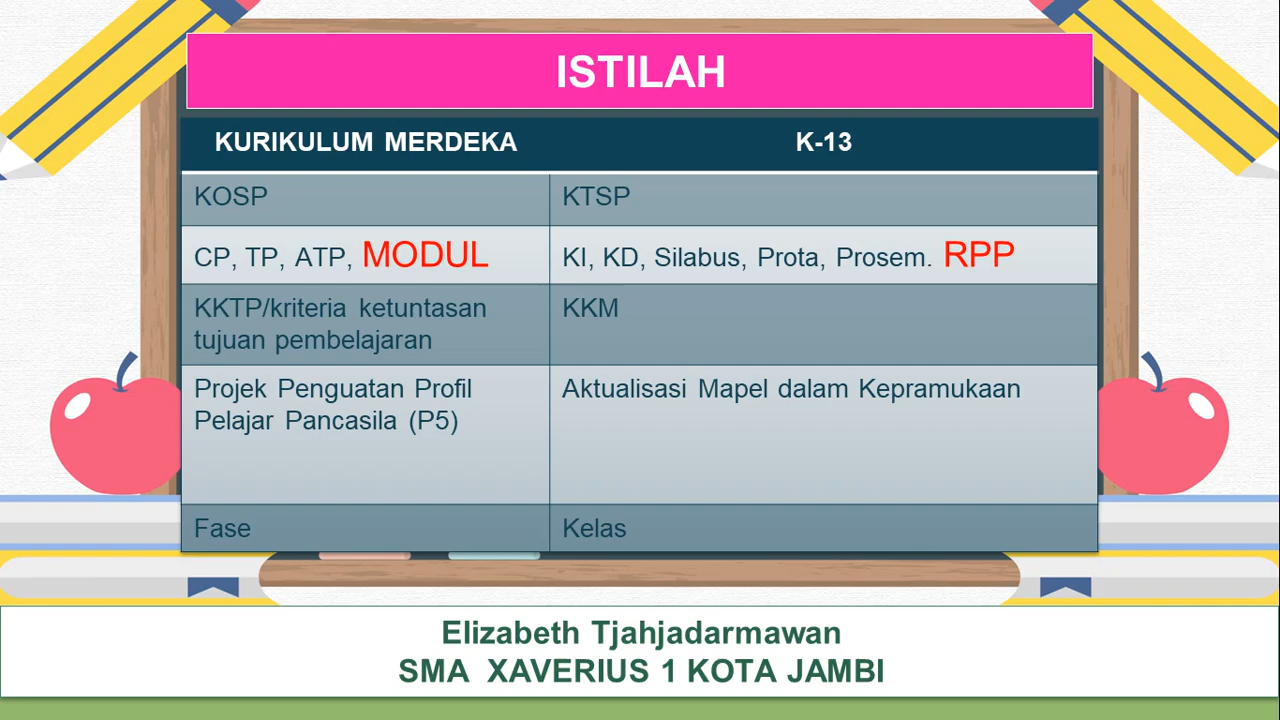 ISTILAH
KURIKULUM MERDEKA K-13
KOSP KTSP
CP, TP, ATP, MODUL KI, KD, Silabus, Prota, Prosem. RPP
KKTP/kriteria ketuntasan KKM
tujuan pembelajaran
Projek Penguatan Profil Aktualisasi Mapel dalam Kepramukaan
Pelajar Pancasila (P5)
Fase Kelas
Elizabeth Tjahjadarmawan
SMA XAVERIUS 1 KOTA JAMBI